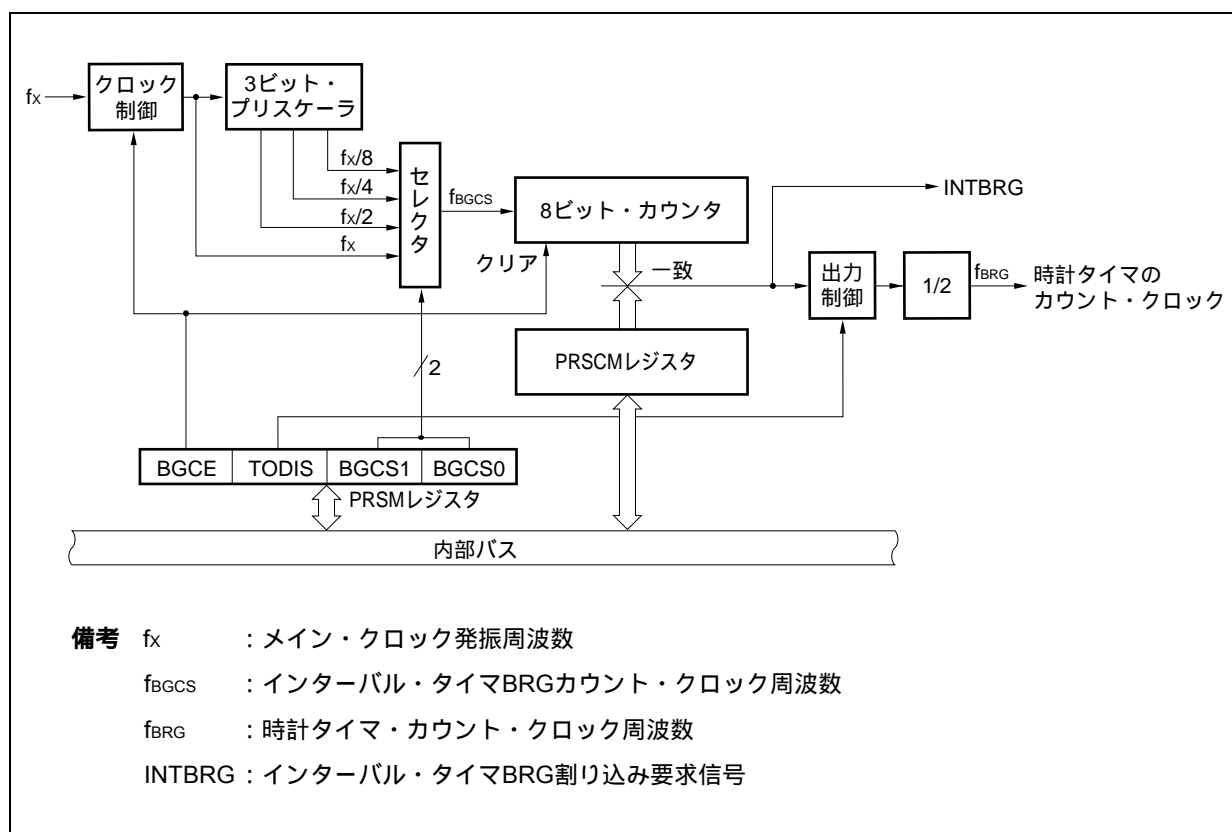 fX
クロック
制御
3ビット・
プリスケーラ
fX/8
fX/4
fX/2
fX
セレクタ
fBGCS
8ビット・カウンタ
クリア
一致
INTBRG
出力
制御
1/2
fBRG
時計タイマの
カウント・クロック
2
PRSCMレジスタ
BGCE TODIS BGCS1 BGCS0
PRSMレジスタ
内部バス
備考 fX :メイン・クロック発振周波数
fBGCS :インターバル・タイマBRGカウント・クロック周波数
fBRG :時計タイマ・カウント・クロック周波数
INTBRG:インターバル・タイマBRG割り込み要求信号